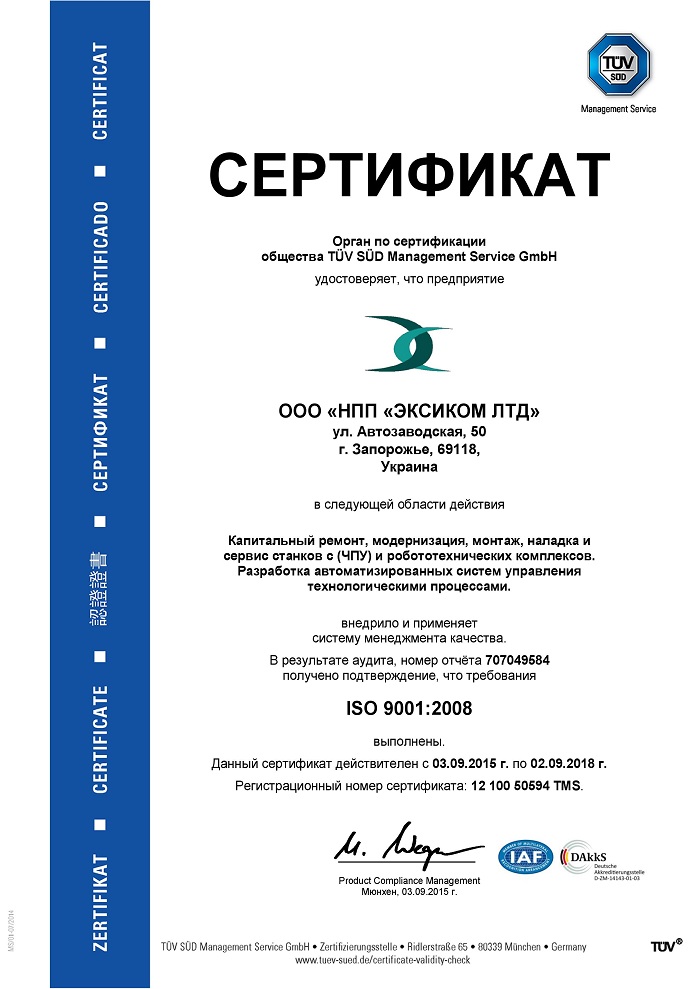 ZERTIFIKAT ■ CERTIFICATE ■ 認證證書 ■ СЕРТИФИКАТ ■ CERTIFICADO ■ CERTIFICAT
TÜV
SÜD
Management Service
СЕРТИФИКАТ
Орган по сертификации
общества TÜV SÜD Management Service GmbH
удостоверяет, что предприятие
ООО «НПП «ЭКСИКОМ ЛТД»
ул. Автозаводская, 50
г. Запорожье, 69118,
Украина
в следующей области действия
Капитальный ремонт, модернизация, монтаж, наладка и
сервис станков с (ЧПУ) и робототехнических комплексов.
Разработка автоматизированных систем управления
технологическими процессами.
внедрило и применяет
систему менеджмента качества.
В результате аудита, номер отчёта 707049584
получено подтверждение, что требования
ISO 9001:2008
выполнены.
Данный сертификат действителен с 03.09.2015 г. по 02.09.2018 г.
Регистрационный номер сертификата: 12 100 50594 TMS.
Product Compliance Management
Мюнхен, 03.09.2015 г.
IAF
DAkkS
Deutsche
Akkreditierungsstelle
D-ZM-14143-01-03
TÜV SÜD Management Service GmbH • Zertifizierungsstelle • Ridlerstraße 65 • 80339 München • Germany
www.tuev-sued.de/certificate-validity-check
TÜV®